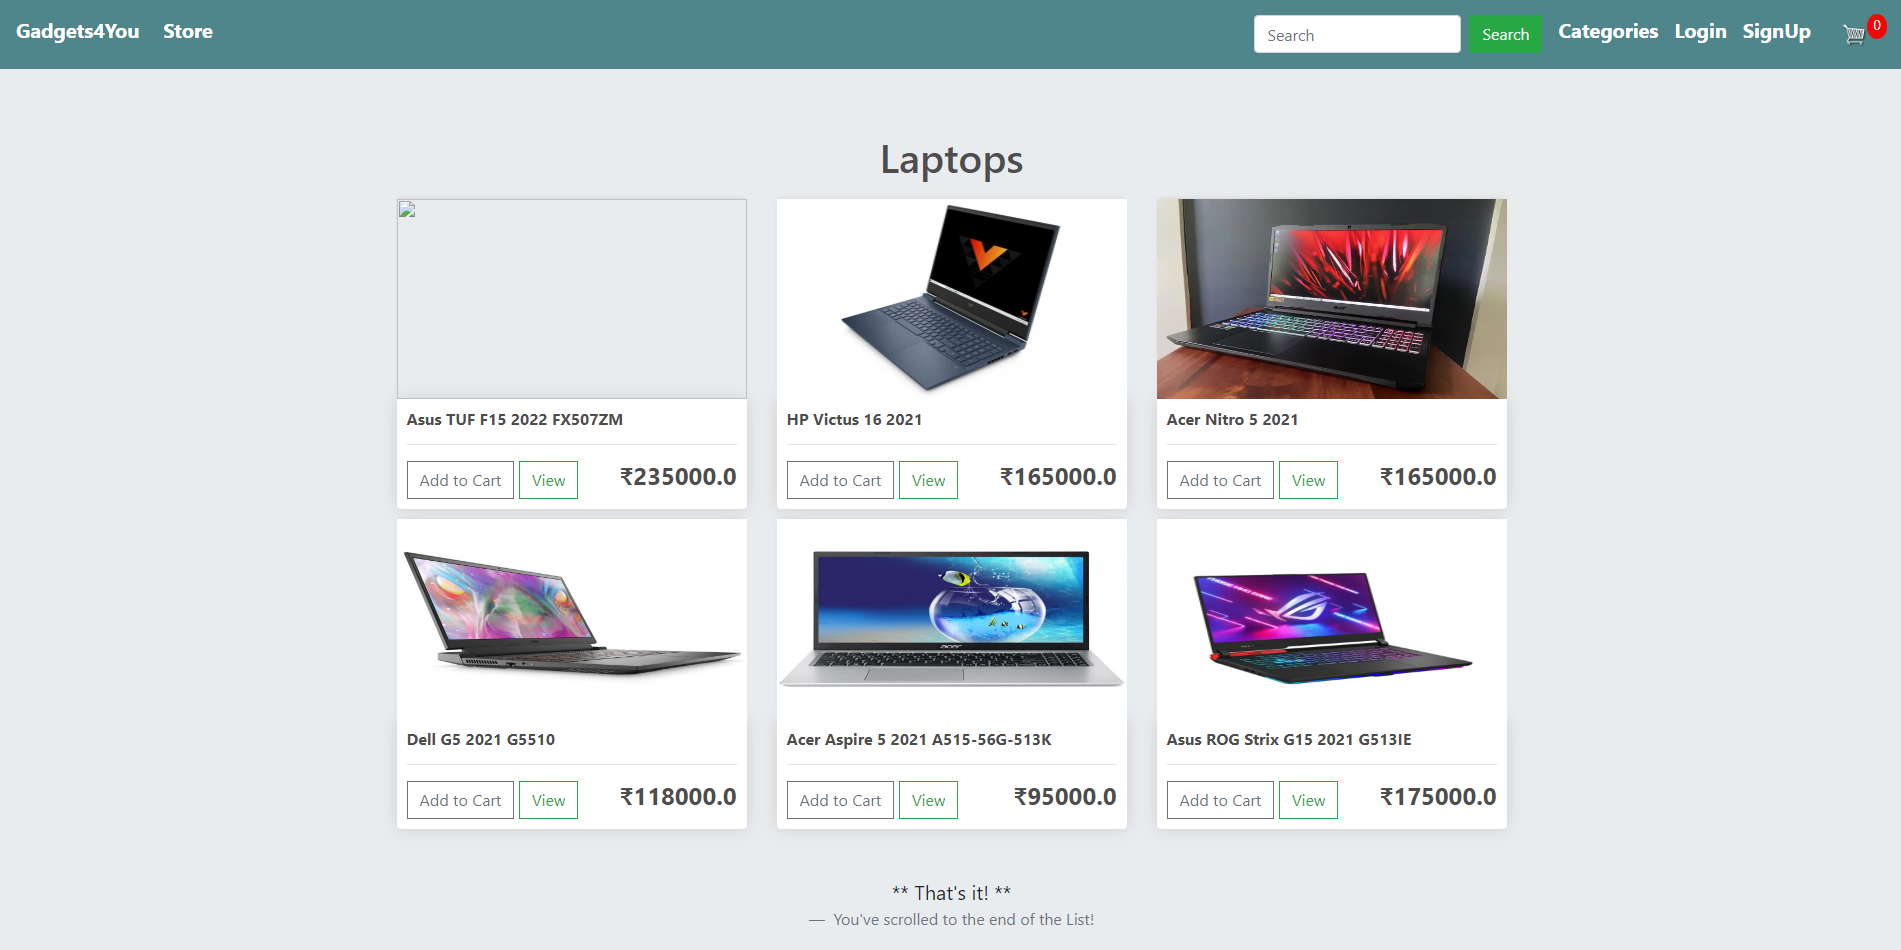 Gadgets4You Store Search Search Categories Login SignUp 0
Laptops
Asus TUF F15 2022 FX507ZM
Add to Cart View ₹235000.0
HP Victus 16 2021
Add to Cart View ₹165000.0
Acer Nitro 5 2021
Add to Cart View ₹165000.0
Dell G5 2021 G5510
Add to Cart View ₹118000.0
acer
Acer Aspire 5 2021 A515-56G-513K
Add to Cart View ₹95000.0
Asus ROG Strix G15 2021 G513IE
Add to Cart View ₹175000.0
** That's it! **
— You've scrolled to the end of the List!